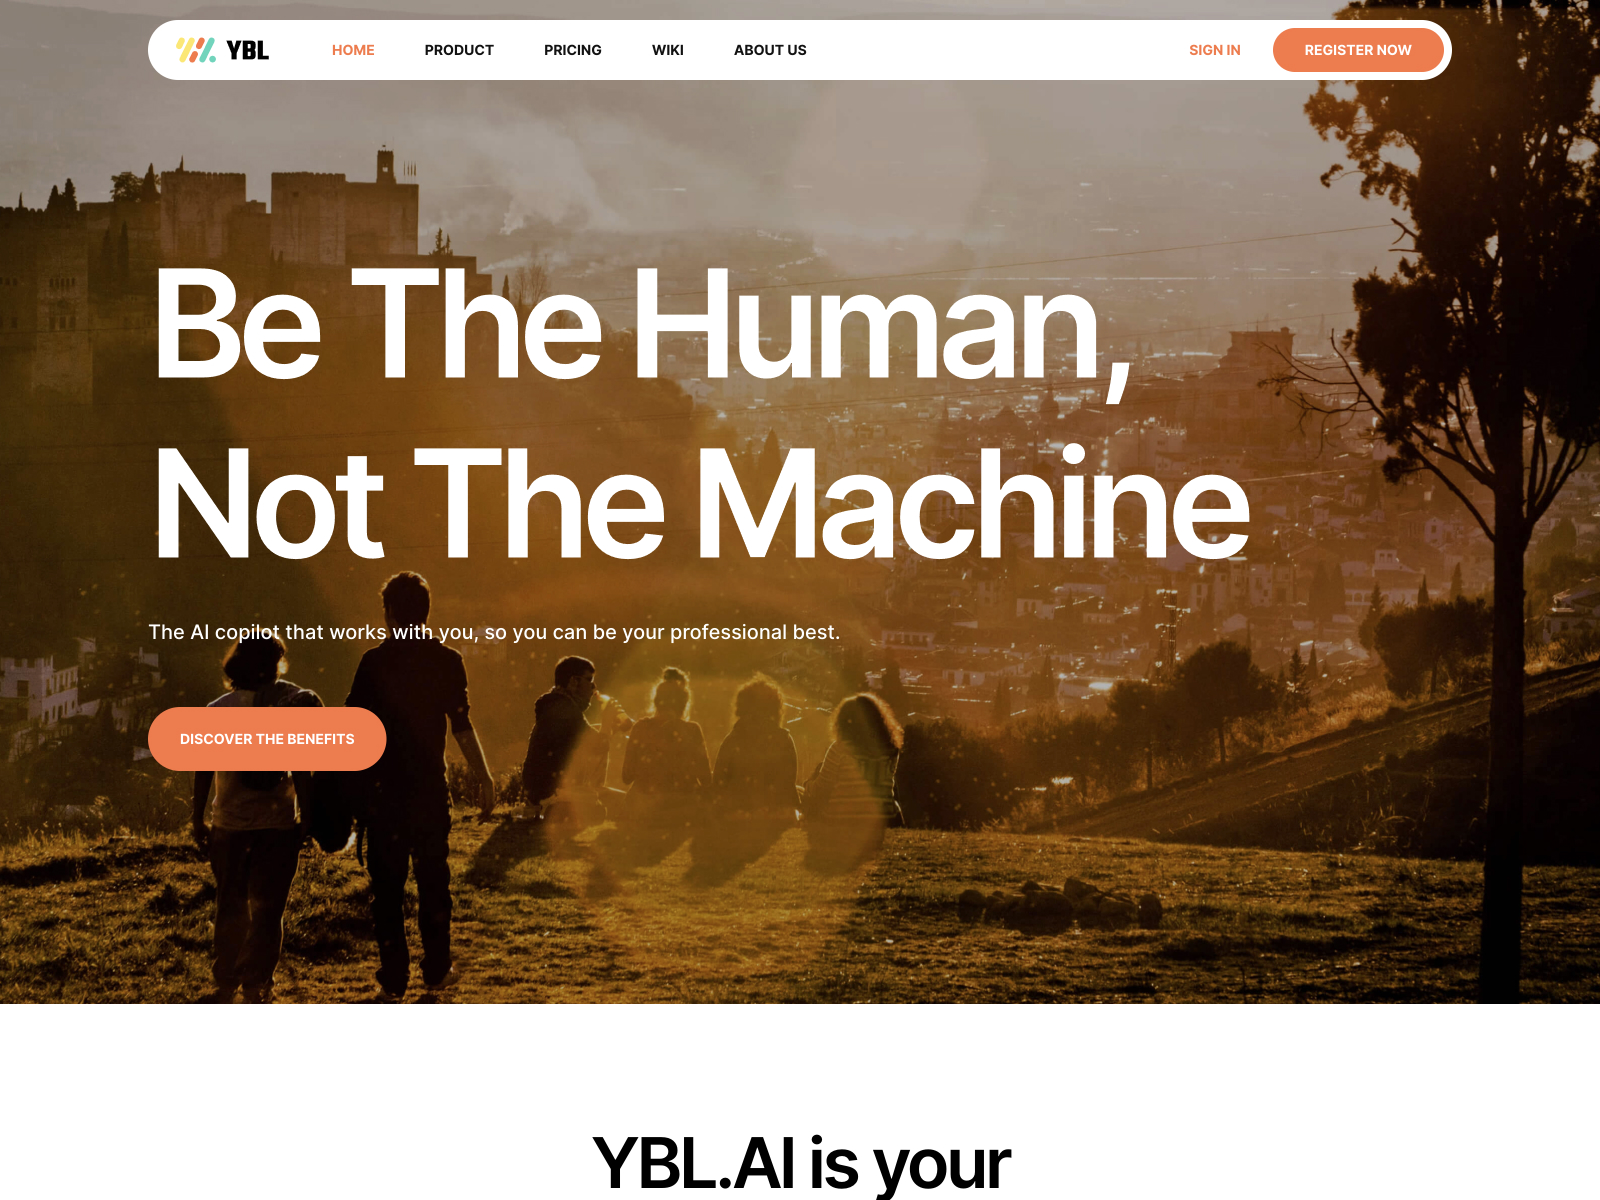 YBL
HOME
PRODUCT
PRICING
WIKI
ABOUT US
SIGN IN
REGISTER NOW
Be The Human,
Not The Machine
The AI copilot that works with you, so you can be your professional best.
DISCOVER THE BENEFITS
YBL.AI is your